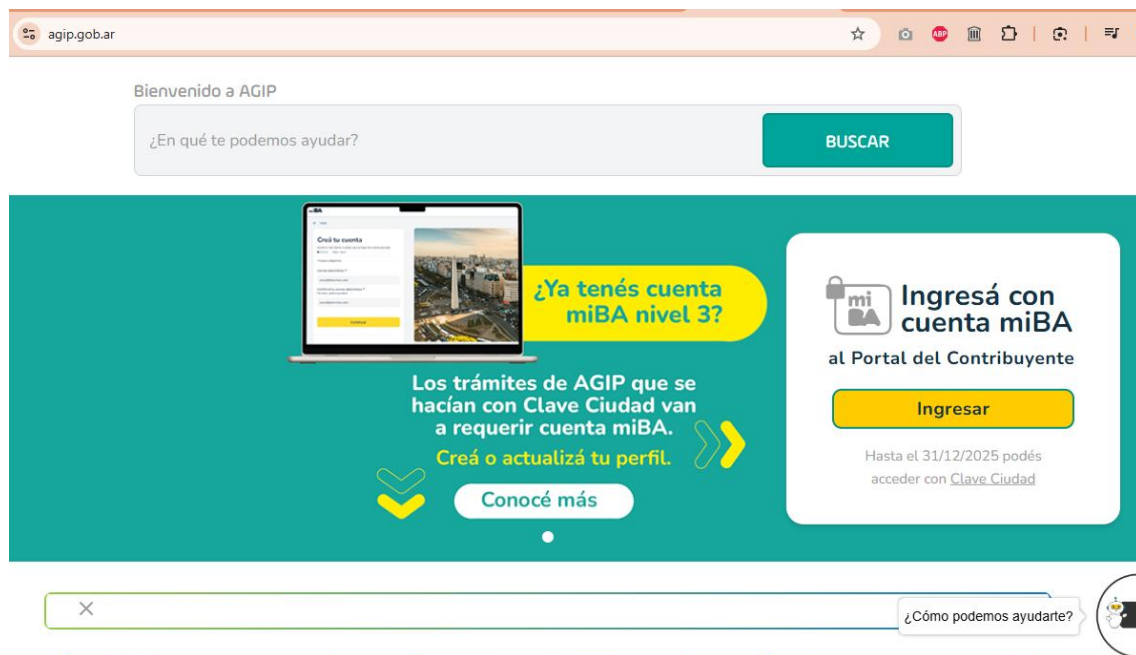 agip.gob.ar
ABP
Bienvenido a AGIP
¿En qué te podemos ayudar?
BUSCAR
miBA
Creá tu cuenta
Continuar
¿Ya tenés cuenta
miBA nivel 3?
Los trámites de AGIP que se
hacían con Clave Ciudad van
a requerir cuenta miBA.
Creá o actualizá tu perfil.
Conocé más
mi
BA
Ingresá con
cuenta miBA
al Portal del Contribuyente
Ingresar
Hasta el 31/12/2025 podés
acceder con Clave Ciudad
¿Cómo podemos ayudarte?